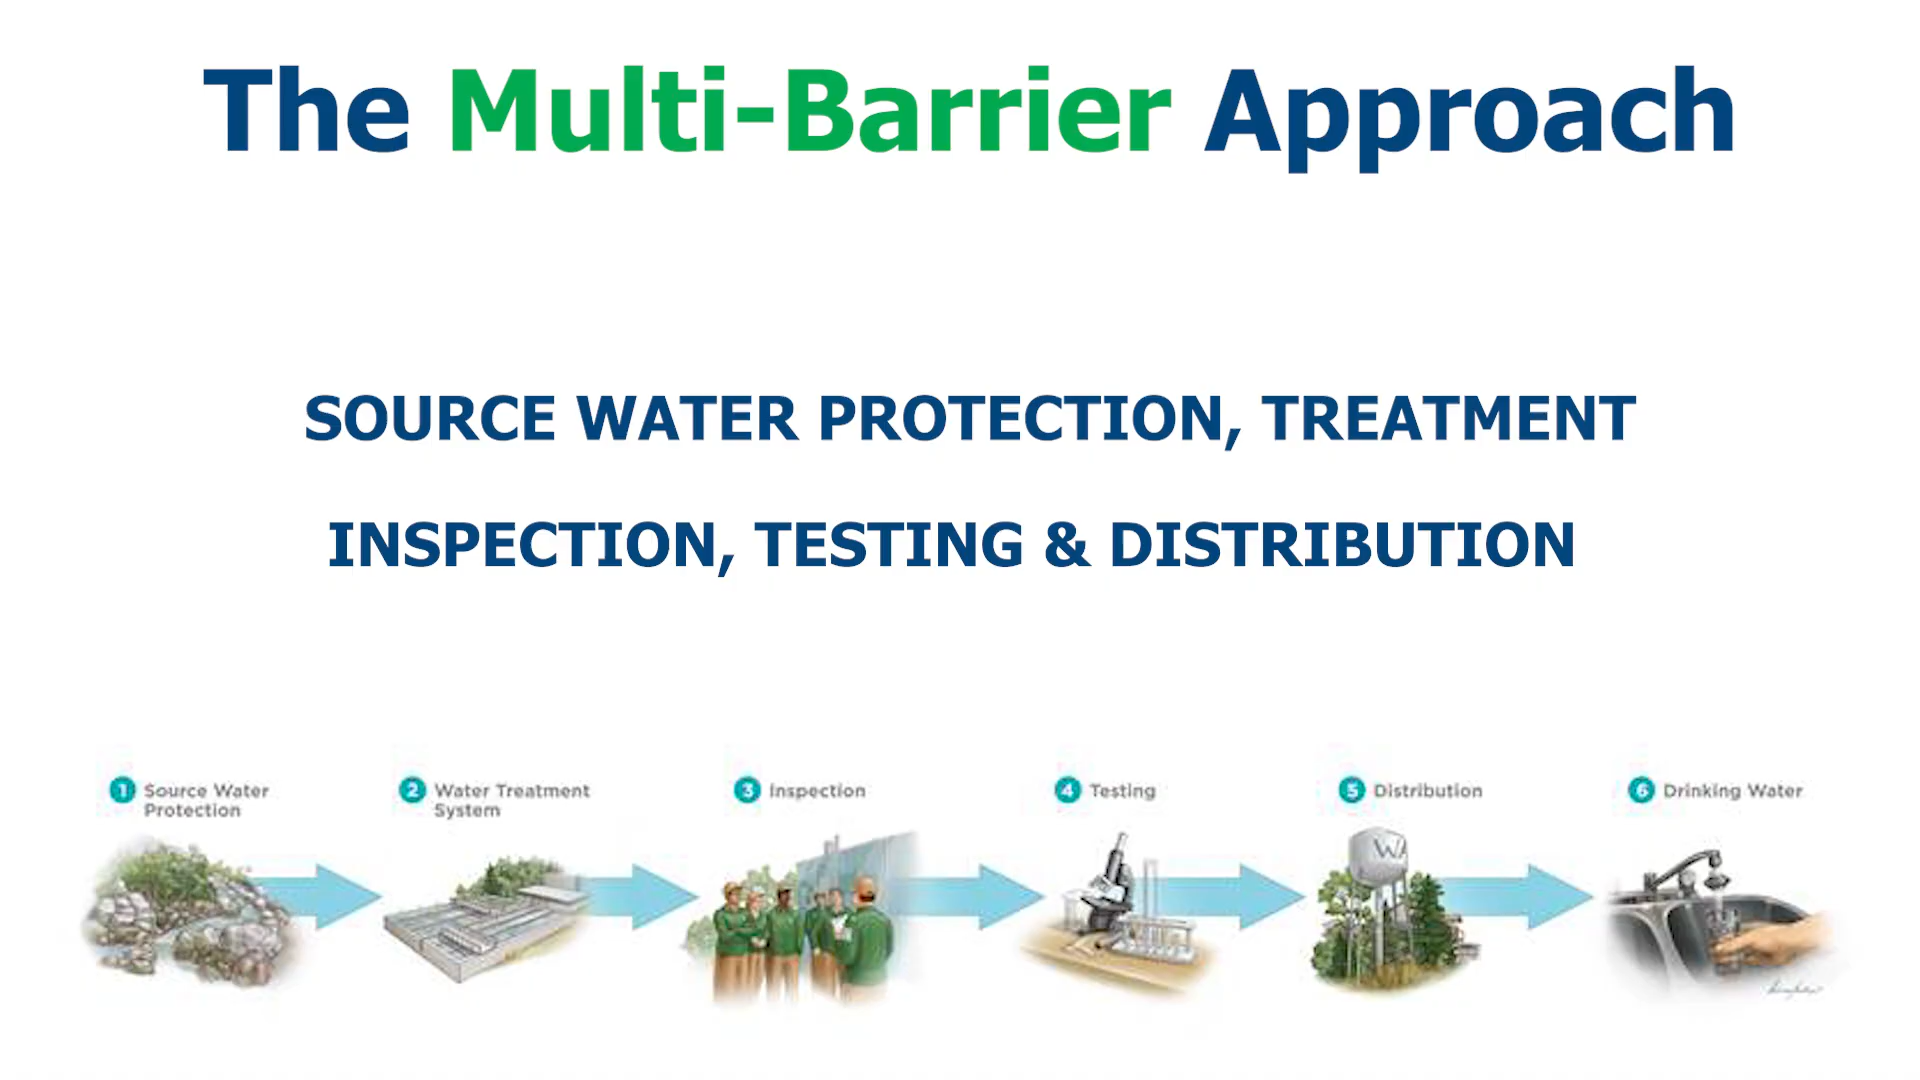 The Multi-Barrier Approach
SOURCE WATER PROTECTION, TREATMENT
INSPECTION, TESTING & DISTRIBUTION
1 Source Water
Protection
2 Water Treatment
System
3 Inspection
4 Testing
5 Distribution
6 Drinking Water
WA